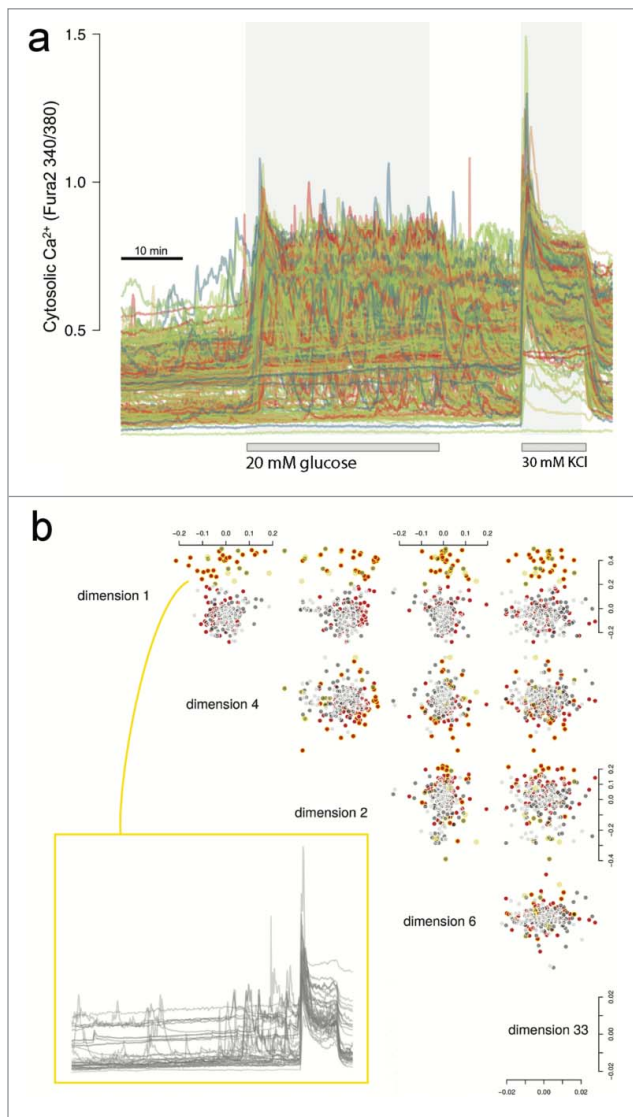 a
Cytosolic Ca²⁺ (Fura2 340/380)
1.5
1.0
0.5
10 min
20 mM glucose
30 mM KCl
b
-0.2 -0.1 0.0 0.1 0.2
-0.2 -0.1 0.0 0.1 0.2
dimension 1
0.4
0.2
0.0
-0.2
dimension 4
dimension 2
0.2
0.1
0.0
-0.2
-0.4
dimension 6
dimension 33
0.02
0.00
-0.02
-0.02 0.00 0.02